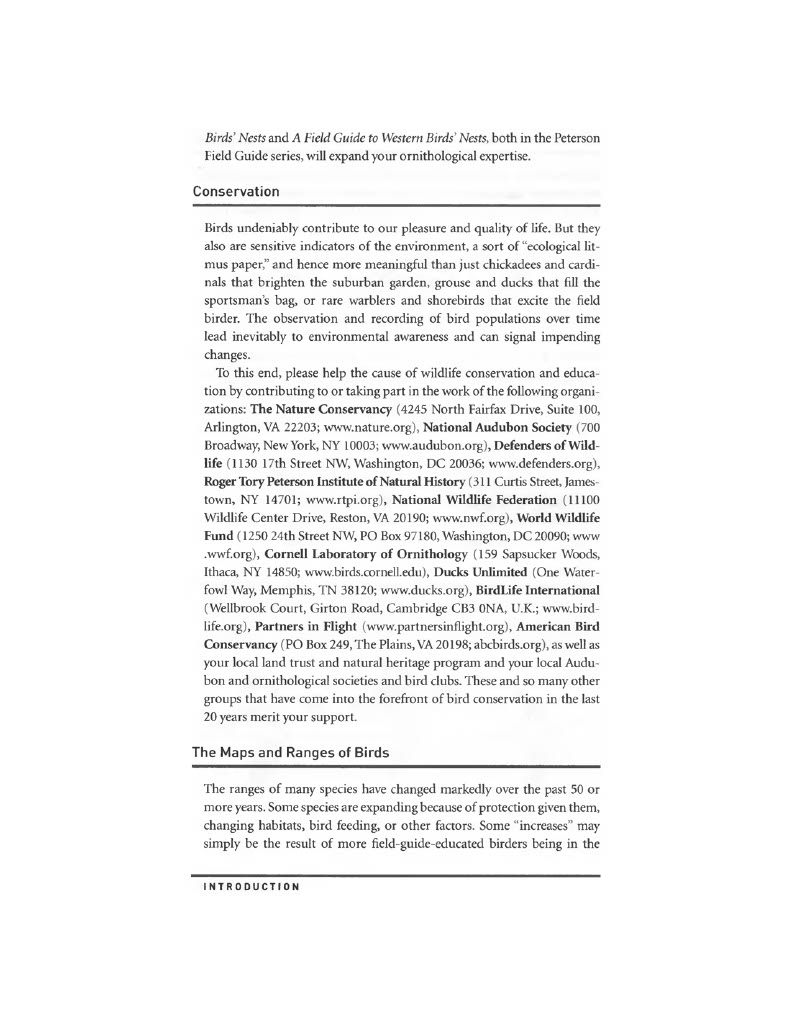 Birds' Nests and A Field Guide to Western Birds' Nests, both in the Peterson
Field Guide series, will expand your ornithological expertise.
Conservation
Birds undeniably contribute to our pleasure and quality of life. But they
also are sensitive indicators of the environment, a sort of "ecological lit-
mus paper," and hence more meaningful than just chickadees and cardi-
nals that brighten the suburban garden, grouse and ducks that fill the
sportsman's bag, or rare warblers and shorebirds that excite the field
birder. The observation and recording of bird populations over time
lead inevitably to environmental awareness and can signal impending
changes.
To this end, please help the cause of wildlife conservation and educa-
tion by contributing to or taking part in the work of the following organi-
zations: The Nature Conservancy (4245 North Fairfax Drive, Suite 100,
Arlington, VA 22203; www.nature.org), National Audubon Society (700
Broadway, New York, NY 10003; www.audubon.org), Defenders of Wild-
life (1130 17th Street NW, Washington, DC 20036; www.defenders.org),
Roger Tory Peterson Institute of Natural History (311 Curtis Street, James-
town, NY 14701; www.rtpi.org), National Wildlife Federation (11100
Wildlife Center Drive, Reston, VA 20190; www.nwf.org), World Wildlife
Fund (1250 24th Street NW, PO Box 97180, Washington, DC 20090; www
.wwf.org), Cornell Laboratory of Ornithology (159 Sapsucker Woods,
Ithaca, NY 14850; www.birds.cornell.edu), Ducks Unlimited (One Water-
fowl Way, Memphis, TN 38120; www.ducks.org), BirdLife International
(Wellbrook Court, Girton Road, Cambridge CB3 0NA, U.K.; www.bird-
life.org), Partners in Flight (www.partnersinflight.org), American Bird
Conservancy (PO Box 249, The Plains, VA 20198; abcbirds.org), as well as
your local land trust and natural heritage program and your local Audu-
bon and ornithological societies and bird clubs. These and so many other
groups that have come into the forefront of bird conservation in the last
20 years merit your support.
The Maps and Ranges of Birds
The ranges of many species have changed markedly over the past 50 or
more years. Some species are expanding because of protection given them,
changing habitats, bird feeding, or other factors. Some "increases" may
simply be the result of more field-guide-educated birders being in the
INTRODUCTION